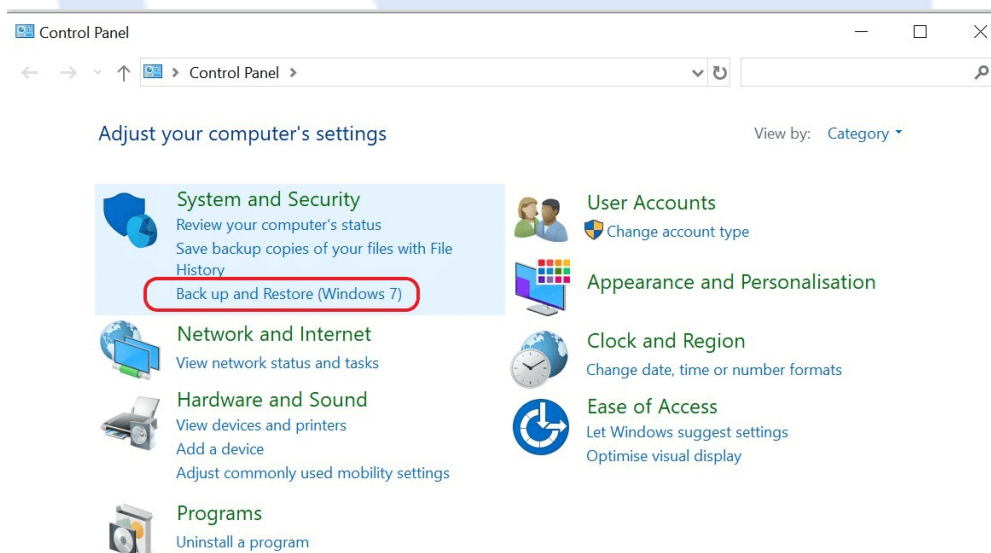 Control Panel
Control Panel
Adjust your computer's settings
View by: Category
System and Security
Review your computer's status
Save backup copies of your files with File
History
Back up and Restore (Windows 7)
Network and Internet
View network status and tasks
Hardware and Sound
View devices and printers
Add a device
Adjust commonly used mobility settings
Programs
Uninstall a program
User Accounts
Change account type
Appearance and Personalisation
Clock and Region
Change date, time or number formats
Ease of Access
Let Windows suggest settings
Optimise visual display